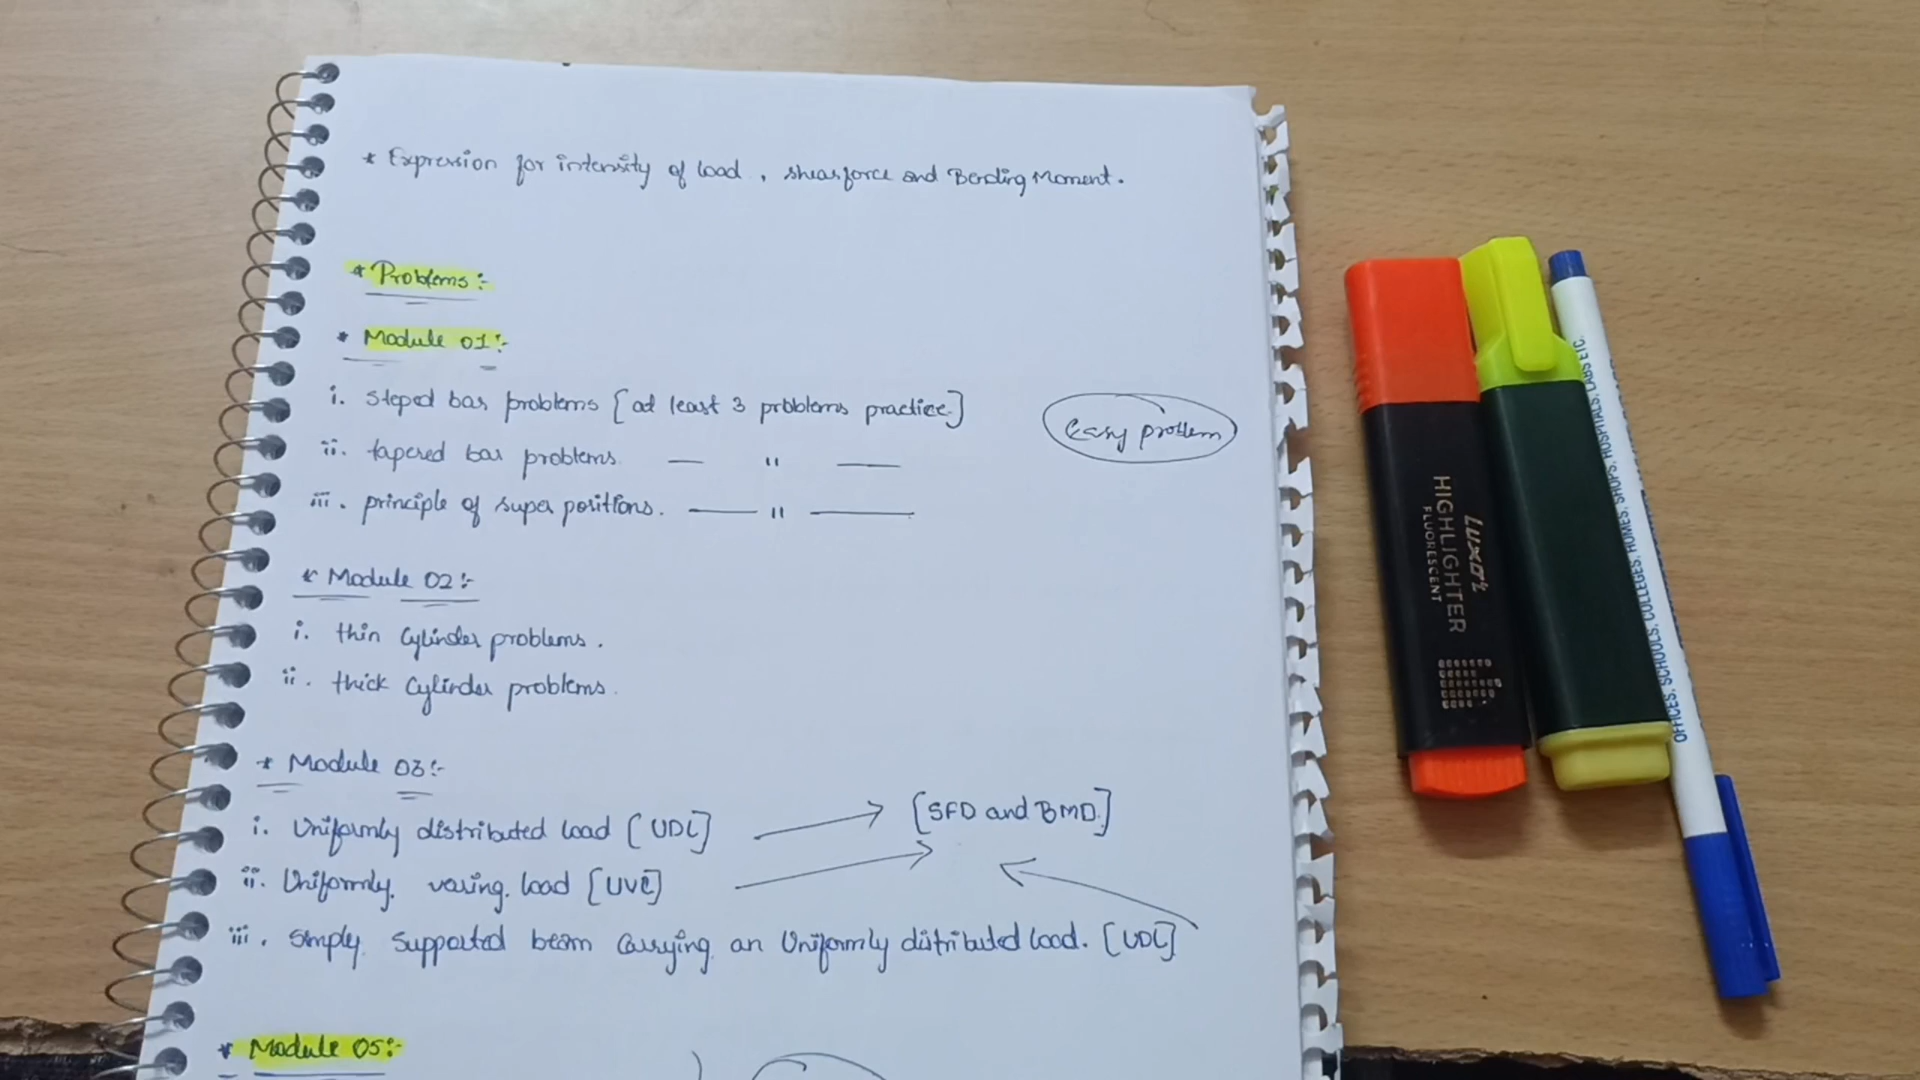 * Expression for intensity of load, shearforce and Bending Moment.
* Problems :-
* Module 01:-
i. Steped bar problems [at least 3 problems practice]
easy problem
ii. tapered bar problems. — " —
iii. principle of super positions. — " —
* Module 02:-
i. thin Cylinder problems.
ii. thick Cylinder problems.
* Module 03:-
i. Uniformly distributed load [UDL] → [SFD and BMD.]
ii. Uniformly. varing. load [UVL]
iii. Simply. Supported beam Carrying. an Uniformly distributed load. [UDL]
* Module 05:-
Luxor
HIGHLIGHTER
FLUORESCENT
OFFICES, SCHOOLS, COLLEGES, HOMES, SHOPS, HOSPITALS, LABS ETC.